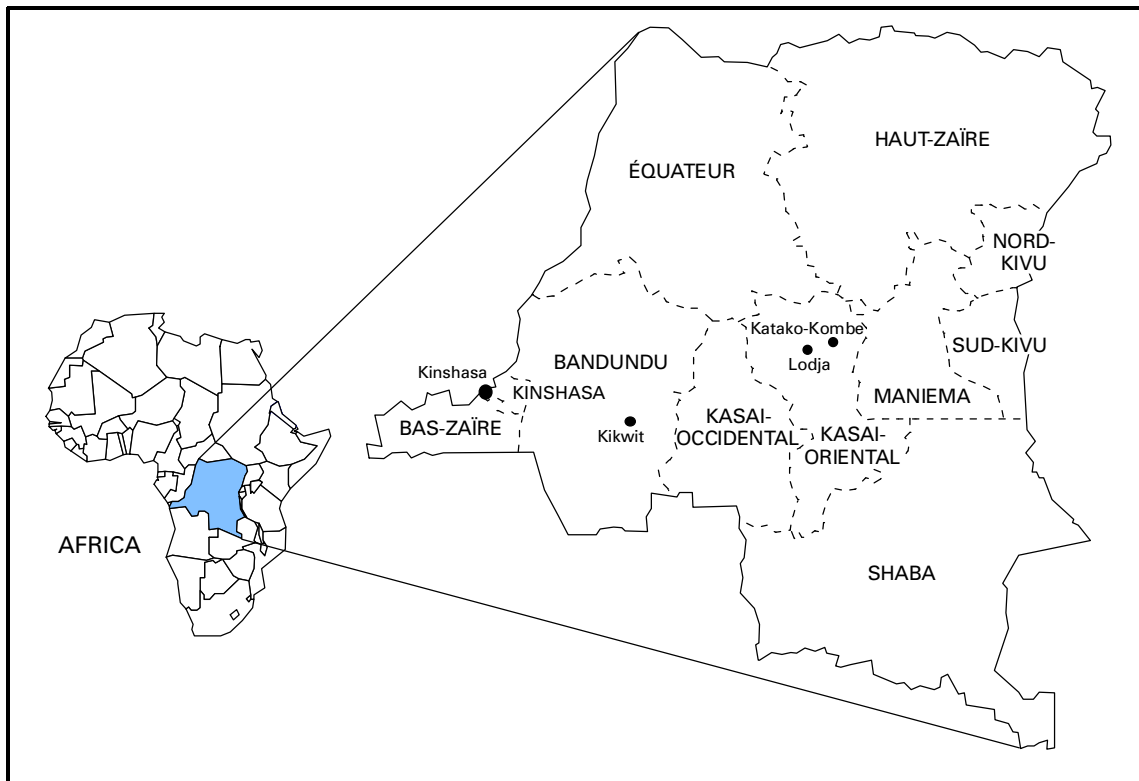 HAUT-ZAÏRE
ÉQUATEUR
NORD-
KIVU
Katako-Kombe
Lodja
SUD-KIVU
BANDUNDU
Kinshasa
KINSHASA
MANIEMA
BAS-ZAÏRE
Kikwit
KASAI-
OCCIDENTAL
KASAI-
ORIENTAL
AFRICA
SHABA